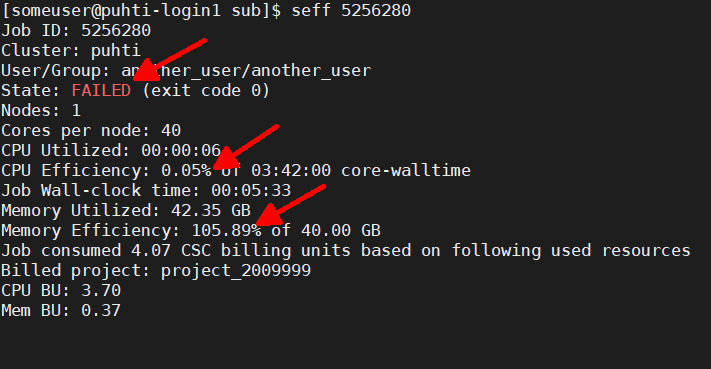 [someuser@puhti-login1 sub]$ seff 5256280
Job ID: 5256280
Cluster: puhti
User/Group: another_user/another_user
State: FAILED (exit code 0)
Nodes: 1
Cores per node: 40
CPU Utilized: 00:00:06
CPU Efficiency: 0.05% of 03:42:00 core-walltime
Job Wall-clock time: 00:05:33
Memory Utilized: 42.35 GB
Memory Efficiency: 105.89% of 40.00 GB
Job consumed 4.07 CSC billing units based on following used resources
Billed project: project_2009999
CPU BU: 3.70
Mem BU: 0.37